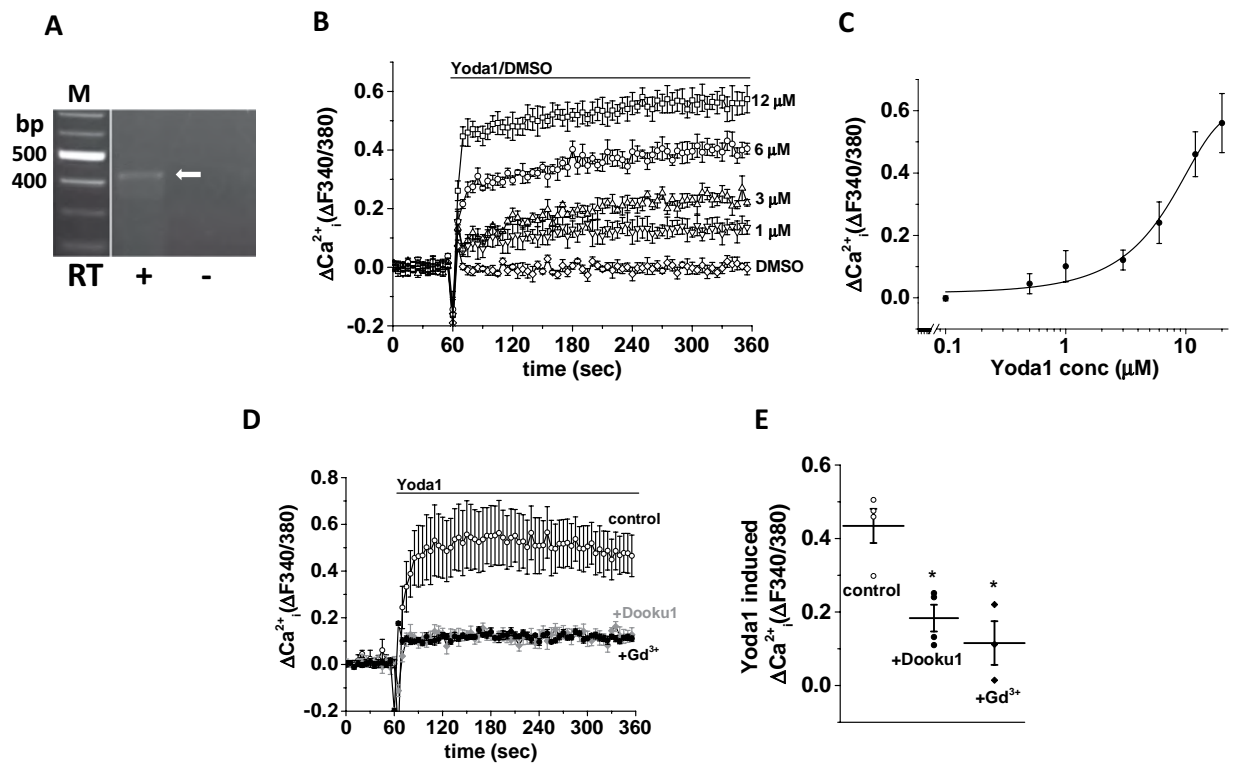 A
M
bp
500
400
RT + -
B
Yoda1/DMSO
ΔCa²⁺ᵢ(ΔF340/380)
0.6
0.4
0.2
0.0
-0.2
12 μM
6 μM
3 μM
1 μM
DMSO
0 60 120 180 240 300 360
time (sec)
C
ΔCa²⁺ᵢ(ΔF340/380)
0.6
0.4
0.2
0.0
0.1 1 10
Yoda1 conc (μM)
D
Yoda1
ΔCa²⁺ᵢ(ΔF340/380)
0.8
0.6
0.4
0.2
0.0
-0.2
control
+Dooku1
+Gd³⁺
0 60 120 180 240 300 360
time (sec)
E
Yoda1 induced
ΔCa²⁺ᵢ(ΔF340/380)
0.6
0.4
0.2
0.0
control
*
+Dooku1
*
+Gd³⁺